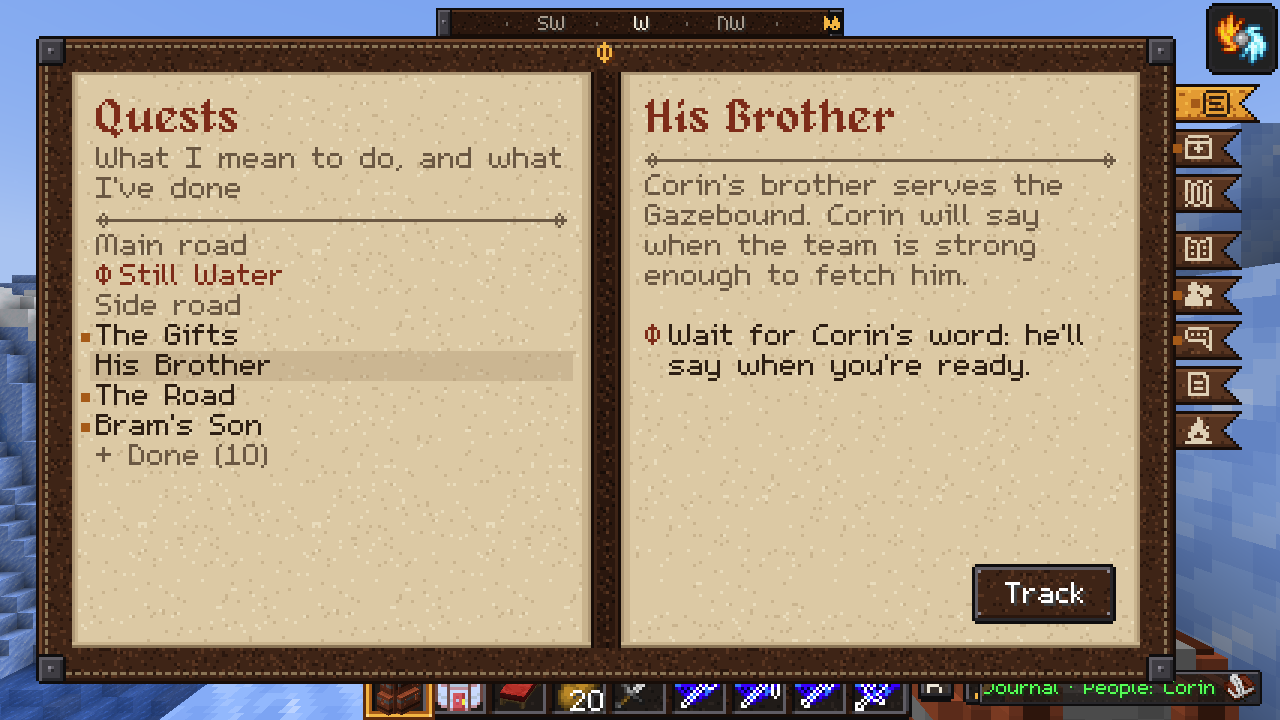 SW W NW
Quests
What I mean to do, and what
I've done
Main road
Still Water
Side road
The Gifts
His Brother
The Road
Bram's Son
+ Done (10)
His Brother
Corin's brother serves the
Gazebound. Corin will say
when the team is strong
enough to fetch him.
Wait for Corin's word: he'll
say when you're ready.
Track
20
Journal · People: Corin